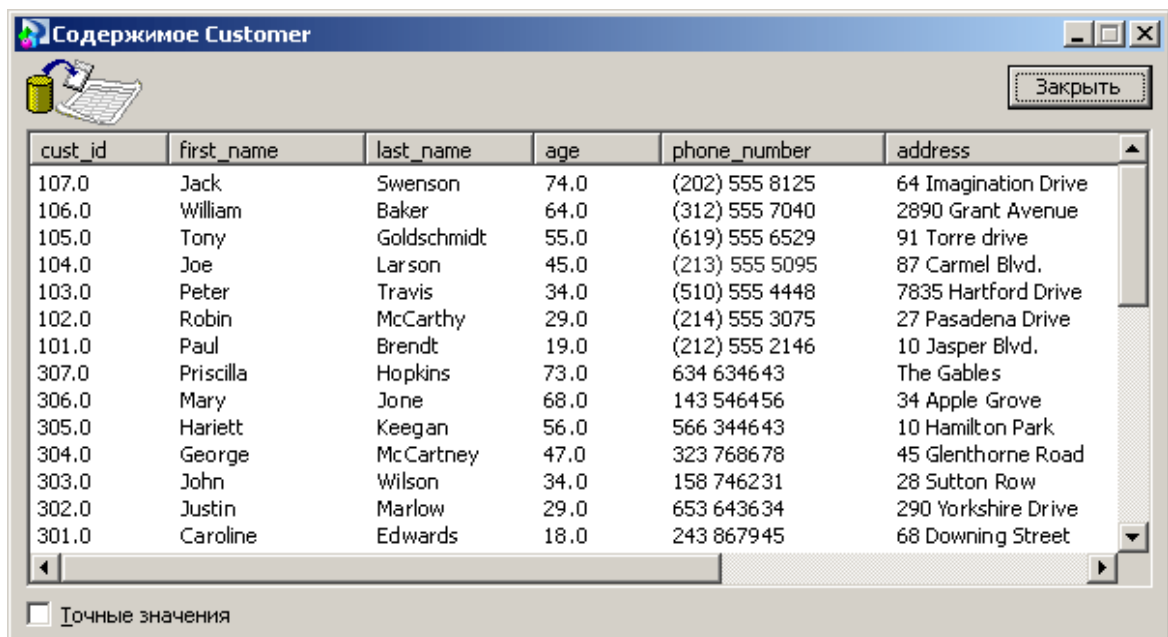 Содержимое Customer
Закрыть
cust_id first_name last_name age phone_number address
107.0 Jack Swenson 74.0 (202) 555 8125 64 Imagination Drive
106.0 William Baker 64.0 (312) 555 7040 2890 Grant Avenue
105.0 Tony Goldschmidt 55.0 (619) 555 6529 91 Torre drive
104.0 Joe Larson 45.0 (213) 555 5095 87 Carmel Blvd.
103.0 Peter Travis 34.0 (510) 555 4448 7835 Hartford Drive
102.0 Robin McCarthy 29.0 (214) 555 3075 27 Pasadena Drive
101.0 Paul Brendt 19.0 (212) 555 2146 10 Jasper Blvd.
307.0 Priscilla Hopkins 73.0 634 634643 The Gables
306.0 Mary Jone 68.0 143 546456 34 Apple Grove
305.0 Hariett Keegan 56.0 566 344643 10 Hamilton Park
304.0 George McCartney 47.0 323 768678 45 Glenthorne Road
303.0 John Wilson 34.0 158 746231 28 Sutton Row
302.0 Justin Marlow 29.0 653 643634 290 Yorkshire Drive
301.0 Caroline Edwards 18.0 243 867945 68 Downing Street
Точные значения